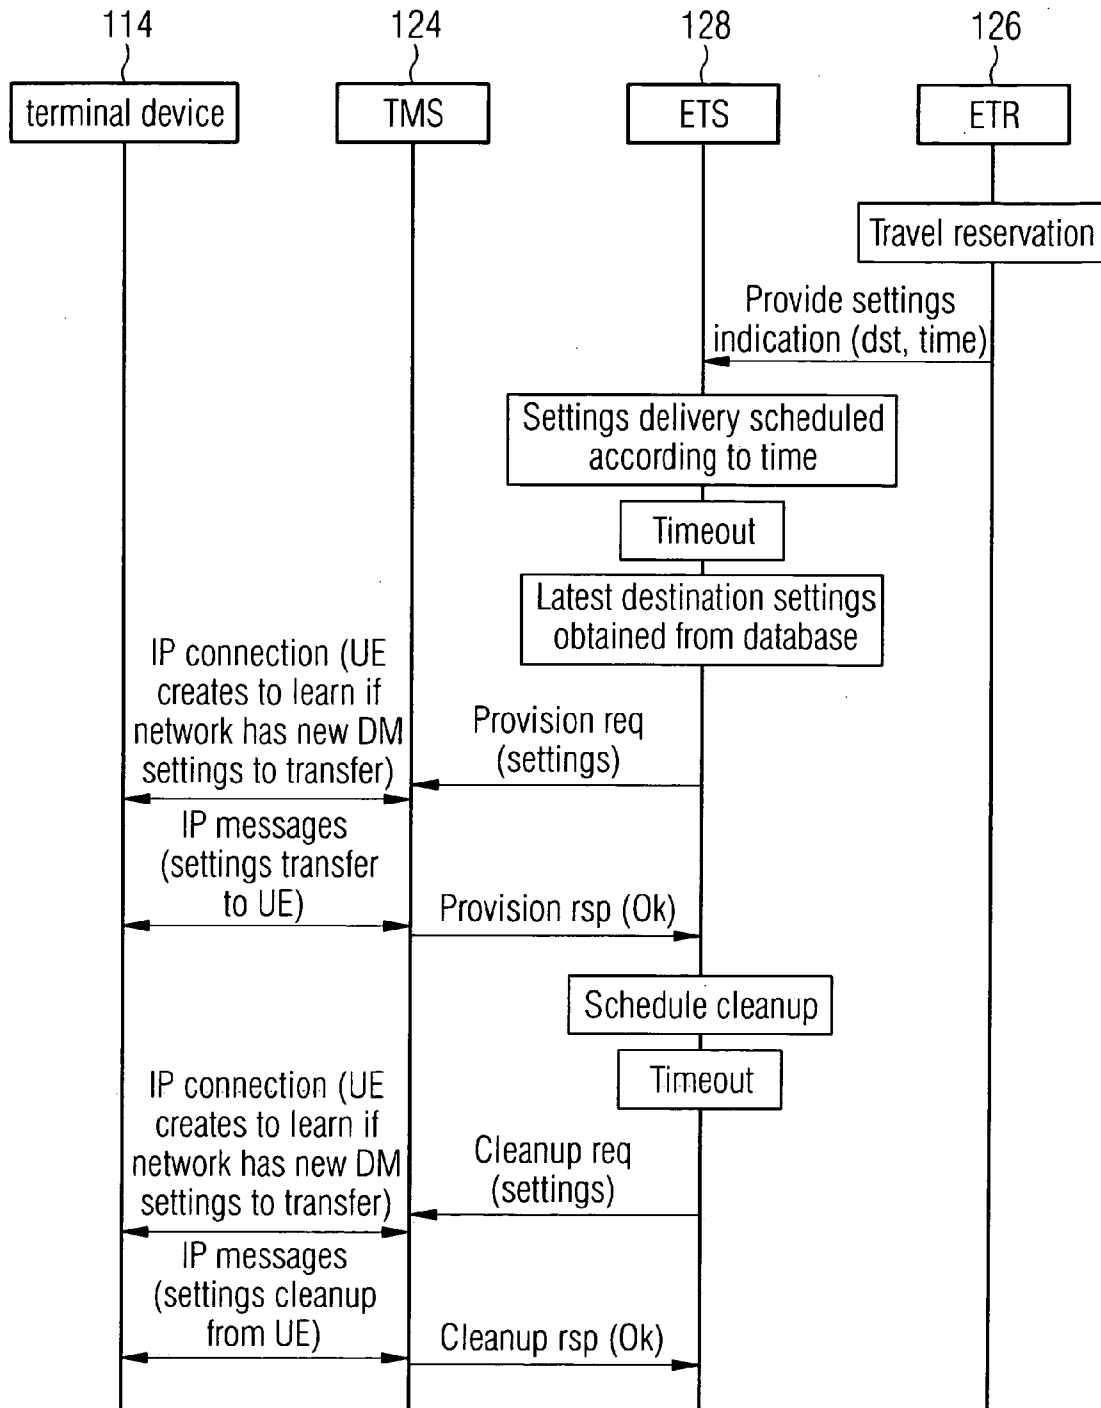 114
124
128
126
terminal device
TMS
ETS
ETR
Travel reservation
Provide settings
indication (dst, time)
Settings delivery scheduled
according to time
Timeout
Latest destination settings
obtained from database
IP connection (UE
creates to learn if
network has new DM
settings to transfer)
Provision req
(settings)
IP messages
(settings transfer
to UE)
Provision rsp (Ok)
Schedule cleanup
Timeout
IP connection (UE
creates to learn if
network has new DM
settings to transfer)
Cleanup req
(settings)
IP messages
(settings cleanup
from UE)
Cleanup rsp (Ok)